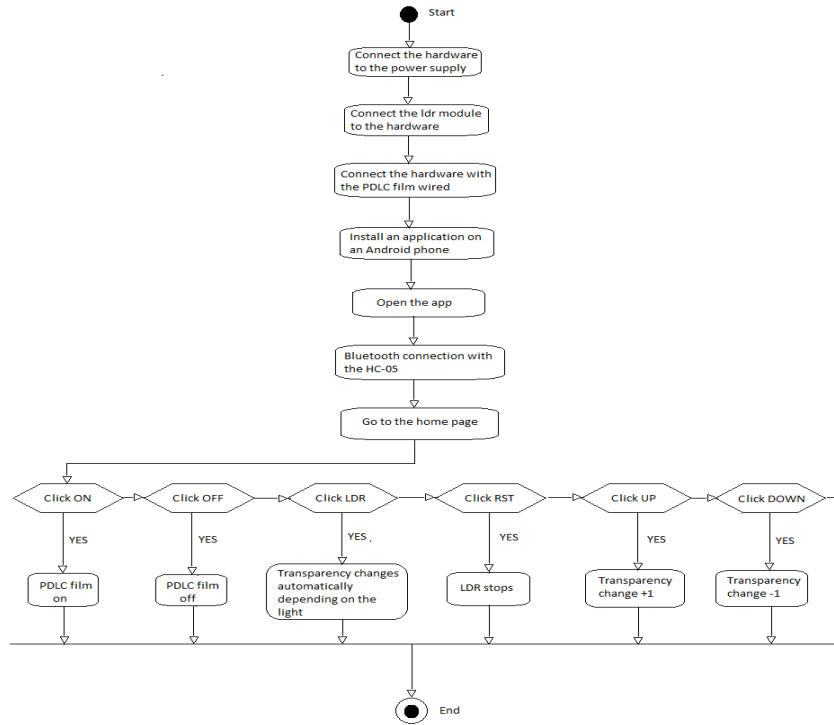 Start
Connect the hardware
to the power supply
Connect the ldr module
to the hardware
Connect the hardware with
the PDLC film wired
Install an application on
an Android phone
Open the app
Bluetooth connection with
the HC-05
Go to the home page
Click ON
Click OFF
Click LDR
Click RST
Click UP
Click DOWN
YES
YES
YES
YES
YES
YES
PDLC film
on
PDLC film
off
Transparency changes
automatically
depending on the
light
LDR stops
Transparency
change +1
Transparency
change -1
End